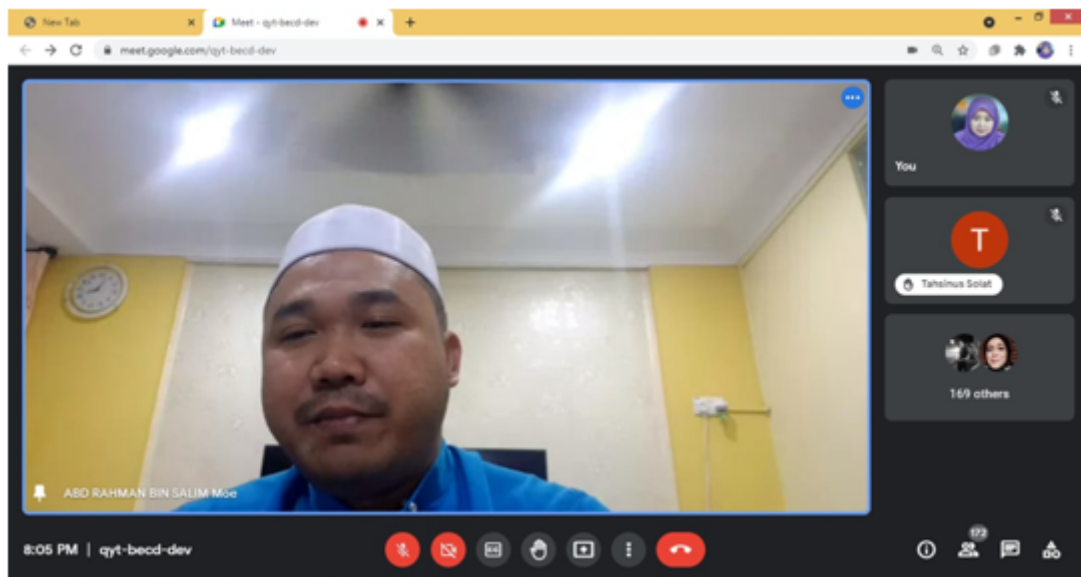 New Tab
Meet - qyt-becd-dev
meet.google.com/qyt-becd-dev
You
T
Tahsinus Solat
169 others
ABD RAHMAN BIN SALIM Moe
8:05 PM | qyt-becd-dev
172